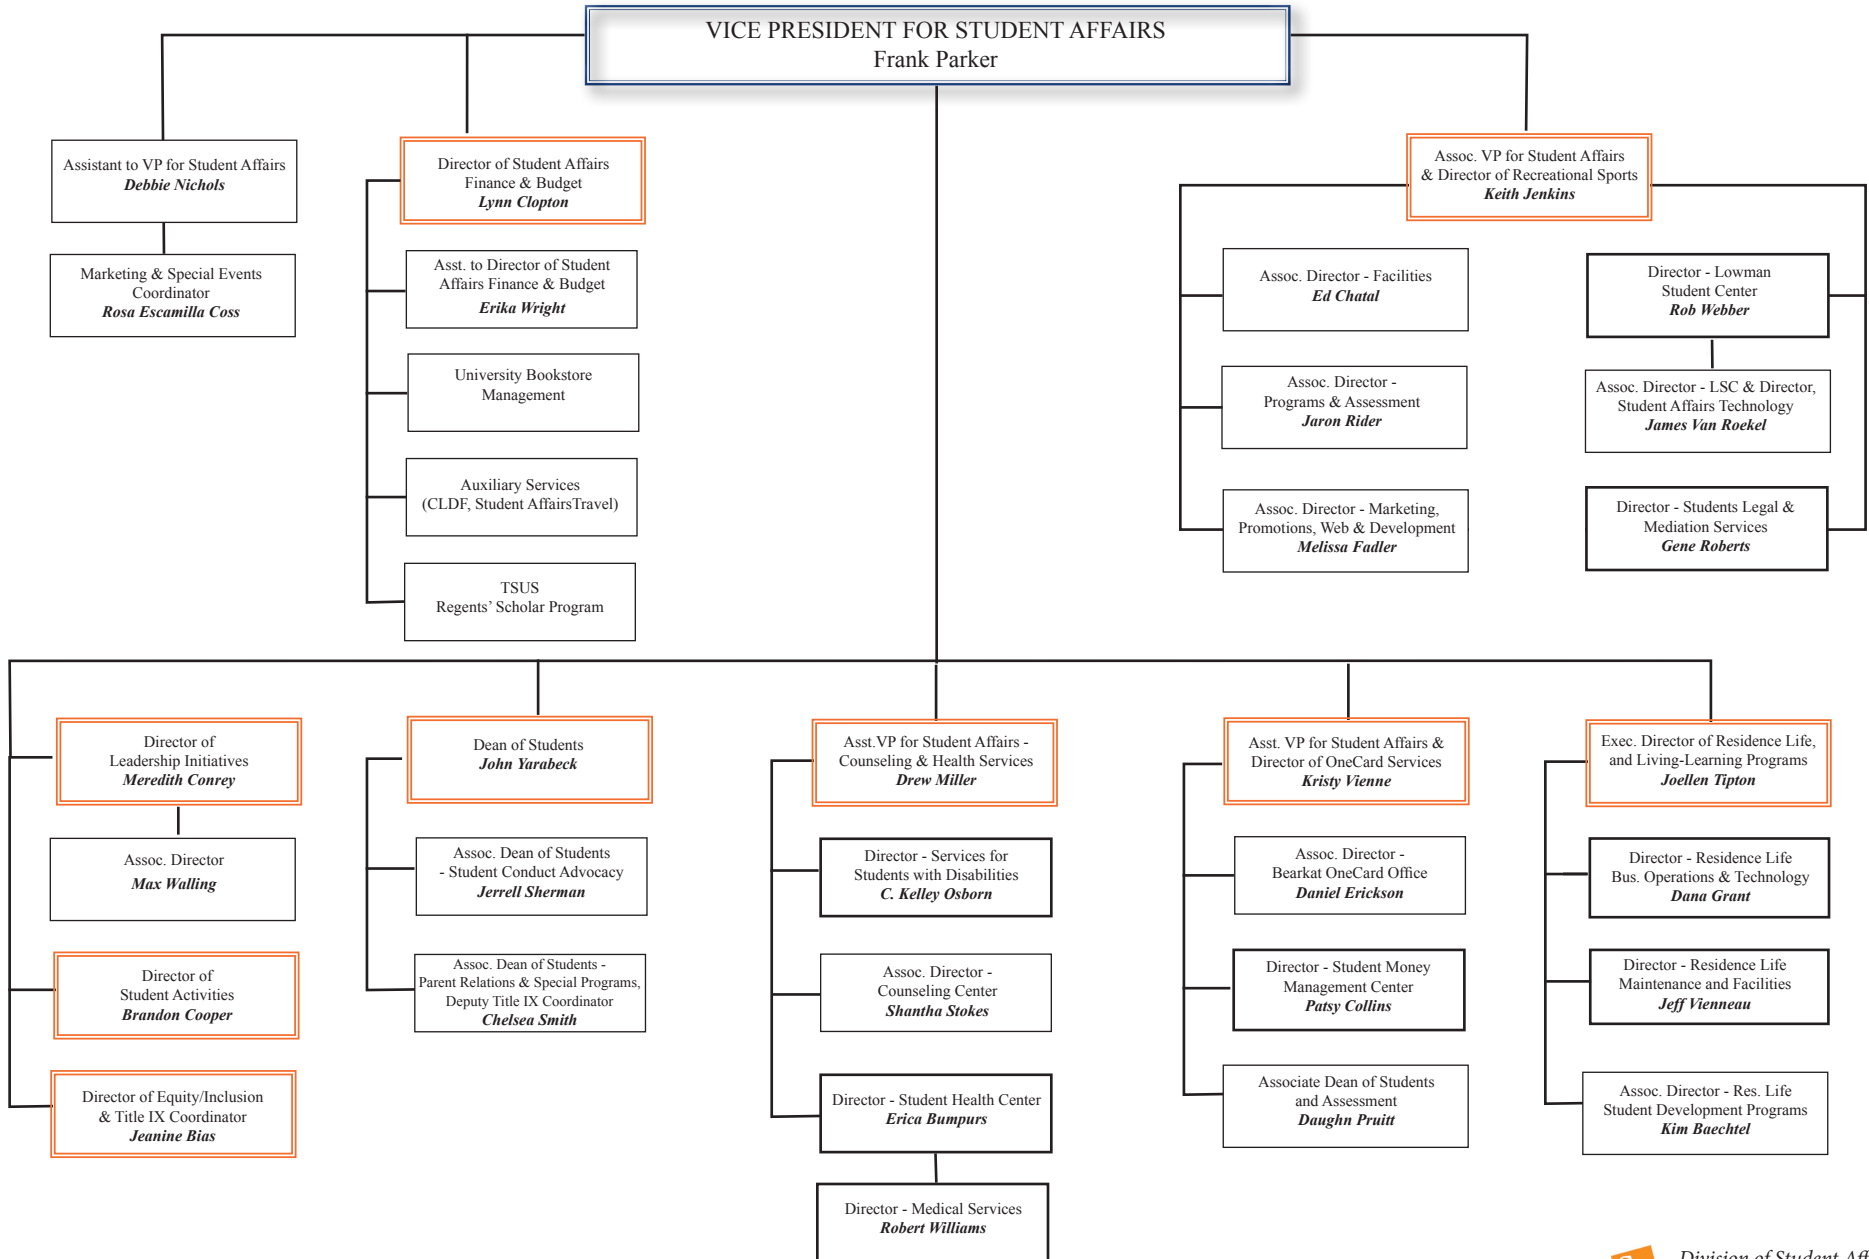 VICE PRESIDENT FOR STUDENT AFFAIRS
Frank Parker
Assistant to VP for Student Affairs
Debbie Nichols
Marketing & Special Events
Coordinator
Rosa Escamilla Coss
Director of Student Affairs
Finance & Budget
Lynn Clopton
Asst. to Director of Student
Affairs Finance & Budget
Erika Wright
University Bookstore
Management
Auxiliary Services
(CLDF, Student AffairsTravel)
TSUS
Regents' Scholar Program
Assoc. VP for Student Affairs
& Director of Recreational Sports
Keith Jenkins
Assoc. Director - Facilities
Ed Chatal
Assoc. Director -
Programs & Assessment
Jaron Rider
Assoc. Director - Marketing,
Promotions, Web & Development
Melissa Fadler
Director - Lowman
Student Center
Rob Webber
Assoc. Director - LSC & Director,
Student Affairs Technology
James Van Roekel
Director - Students Legal &
Mediation Services
Gene Roberts
Director of
Leadership Initiatives
Meredith Conrey
Assoc. Director
Max Walling
Director of
Student Activities
Brandon Cooper
Director of Equity/Inclusion
& Title IX Coordinator
Jeanine Bias
Dean of Students
John Yarabeck
Assoc. Dean of Students
- Student Conduct Advocacy
Jerrell Sherman
Assoc. Dean of Students -
Parent Relations & Special Programs,
Deputy Title IX Coordinator
Chelsea Smith
Asst.VP for Student Affairs -
Counseling & Health Services
Drew Miller
Director - Services for
Students with Disabilities
C. Kelley Osborn
Assoc. Director -
Counseling Center
Shantha Stokes
Director - Student Health Center
Erica Bumpurs
Director - Medical Services
Robert Williams
Asst. VP for Student Affairs &
Director of OneCard Services
Kristy Vienne
Assoc. Director -
Bearkat OneCard Office
Daniel Erickson
Director - Student Money
Management Center
Patsy Collins
Associate Dean of Students
and Assessment
Daughn Pruitt
Exec. Director of Residence Life,
and Living-Learning Programs
Joellen Tipton
Director - Residence Life
Bus. Operations & Technology
Dana Grant
Director - Residence Life
Maintenance and Facilities
Jeff Vienneau
Assoc. Director - Res. Life
Student Development Programs
Kim Baechtel
Division of Student Aff